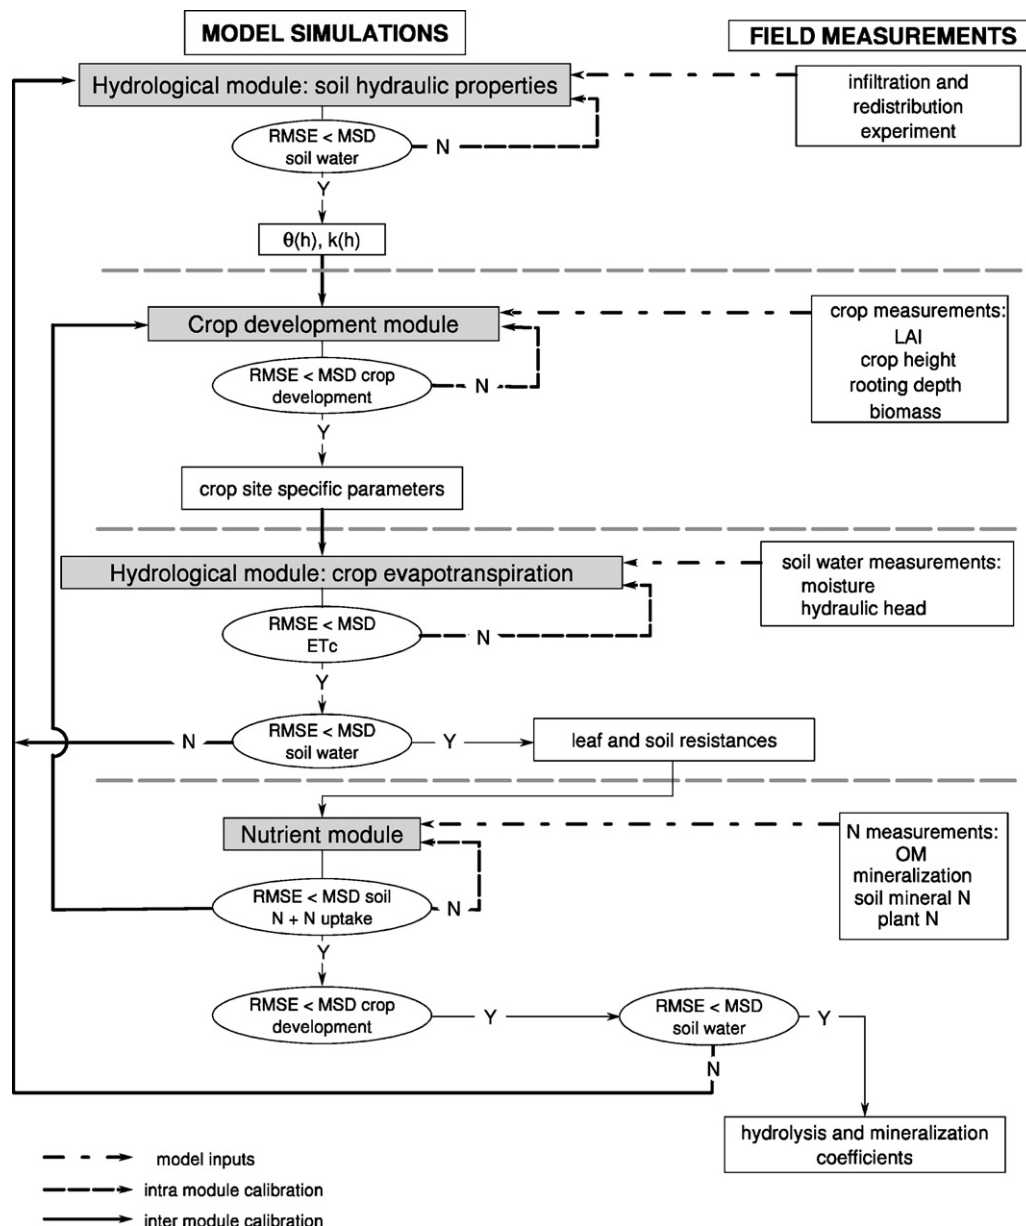 MODEL SIMULATIONS
FIELD MEASUREMENTS
Hydrological module: soil hydraulic properties
infiltration and
redistribution
experiment
RMSE < MSD
soil water
N
Y
θ(h), k(h)
Crop development module
crop measurements:
LAI
crop height
rooting depth
biomass
RMSE < MSD crop
development
N
Y
crop site specific parameters
Hydrological module: crop evapotranspiration
soil water measurements:
moisture
hydraulic head
RMSE < MSD
ETc
N
Y
N
RMSE < MSD
soil water
Y
leaf and soil resistances
Nutrient module
N measurements:
OM
mineralization
soil mineral N
plant N
RMSE < MSD soil
N + N uptake
N
Y
RMSE < MSD crop
development
Y
RMSE < MSD
soil water
Y
N
hydrolysis and mineralization
coefficients
model inputs
intra module calibration
inter module calibration